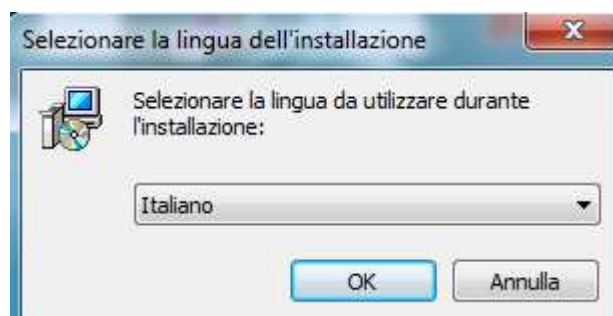 Selezionare la lingua dell'installazione
Selezionare la lingua da utilizzare durante
l'installazione:
Italiano
OK
Annulla